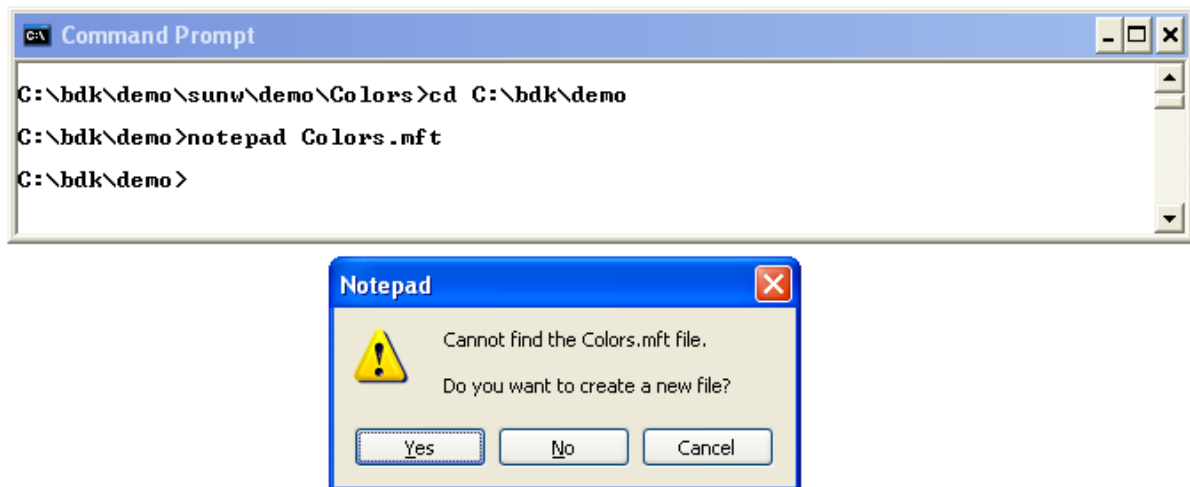 Command Prompt
C:\bdk\demo\sunw\demo\Colors>cd C:\bdk\demo
C:\bdk\demo>notepad Colors.mft
C:\bdk\demo>
Notepad
Cannot find the Colors.mft file.
Do you want to create a new file?
Yes No Cancel